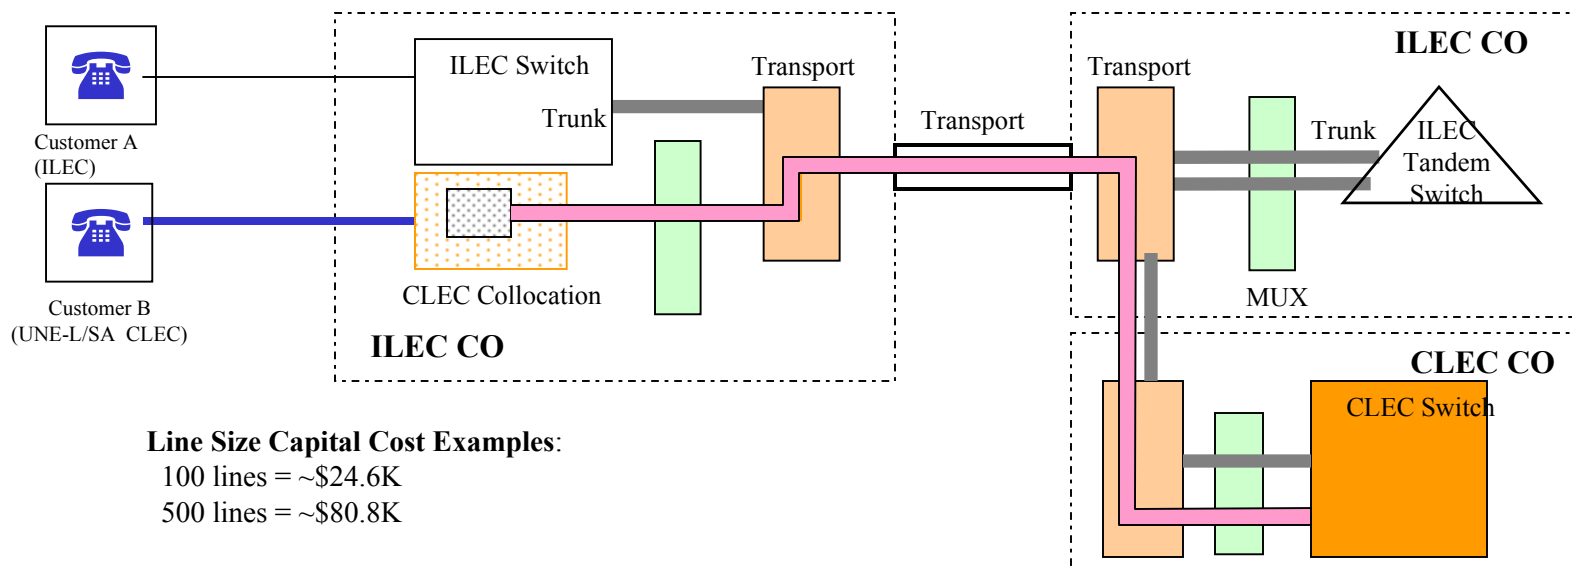 ILEC CO
ILEC Switch
Transport
Transport
Trunk
Transport
Trunk
ILEC
Tandem
Switch
Customer A
(ILEC)
CLEC Collocation
MUX
Customer B
(UNE-L/SA  CLEC)
ILEC CO
CLEC CO
CLEC Switch
Line Size Capital Cost Examples:
100 lines = ~$24.6K
500 lines = ~$80.8K